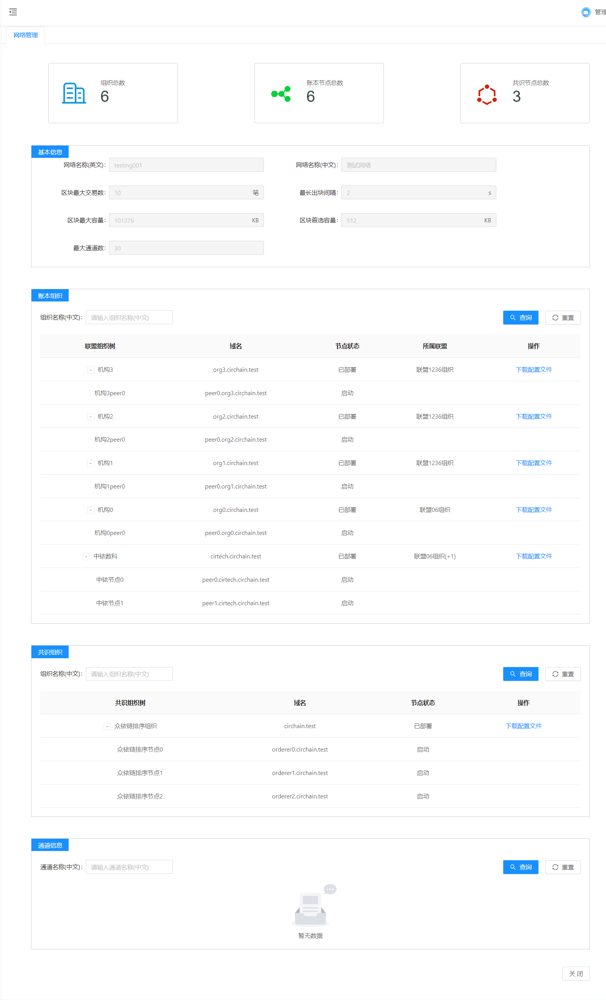 管理
网络管理
组织总数
6
账本节点总数
6
共识节点总数
3
基本信息
网络名称(英文): testing001 网络名称(中文): 测试网络
区块最大交易数: 10 笔 最长出块间隔: 2 s
区块最大容量: 101376 KB 区块首选容量: 512 KB
最大通道数: 30
账本组织
组织名称(中文): 请输入组织名称(中文) 查询 重置
联盟组织树 域名 节点状态 所属联盟 操作
- 机构3 org3.circhain.test 已部署 联盟1236组织 下载配置文件
机构3peer0 peer0.org3.circhain.test 启动
- 机构2 org2.circhain.test 已部署 联盟1236组织 下载配置文件
机构2peer0 peer0.org2.circhain.test 启动
- 机构1 org1.circhain.test 已部署 联盟1236组织 下载配置文件
机构1peer0 peer0.org1.circhain.test 启动
- 机构0 org0.circhain.test 已部署 联盟06组织 下载配置文件
机构0peer0 peer0.org0.circhain.test 启动
- 中铱数科 cirtech.circhain.test 已部署 联盟06组织(+1) 下载配置文件
中铱节点0 peer0.cirtech.circhain.test 启动
中铱节点1 peer1.cirtech.circhain.test 启动
共识组织
组织名称(中文): 请输入组织名称(中文) 查询 重置
共识组织树 域名 节点状态 操作
- 众铱链排序组织 circhain.test 已部署 下载配置文件
众铱链排序节点0 orderer0.circhain.test 启动
众铱链排序节点1 orderer1.circhain.test 启动
众铱链排序节点2 orderer2.circhain.test 启动
通道信息
通道名称(中文): 请输入通道名称(中文) 查询 重置
暂无数据
关 闭